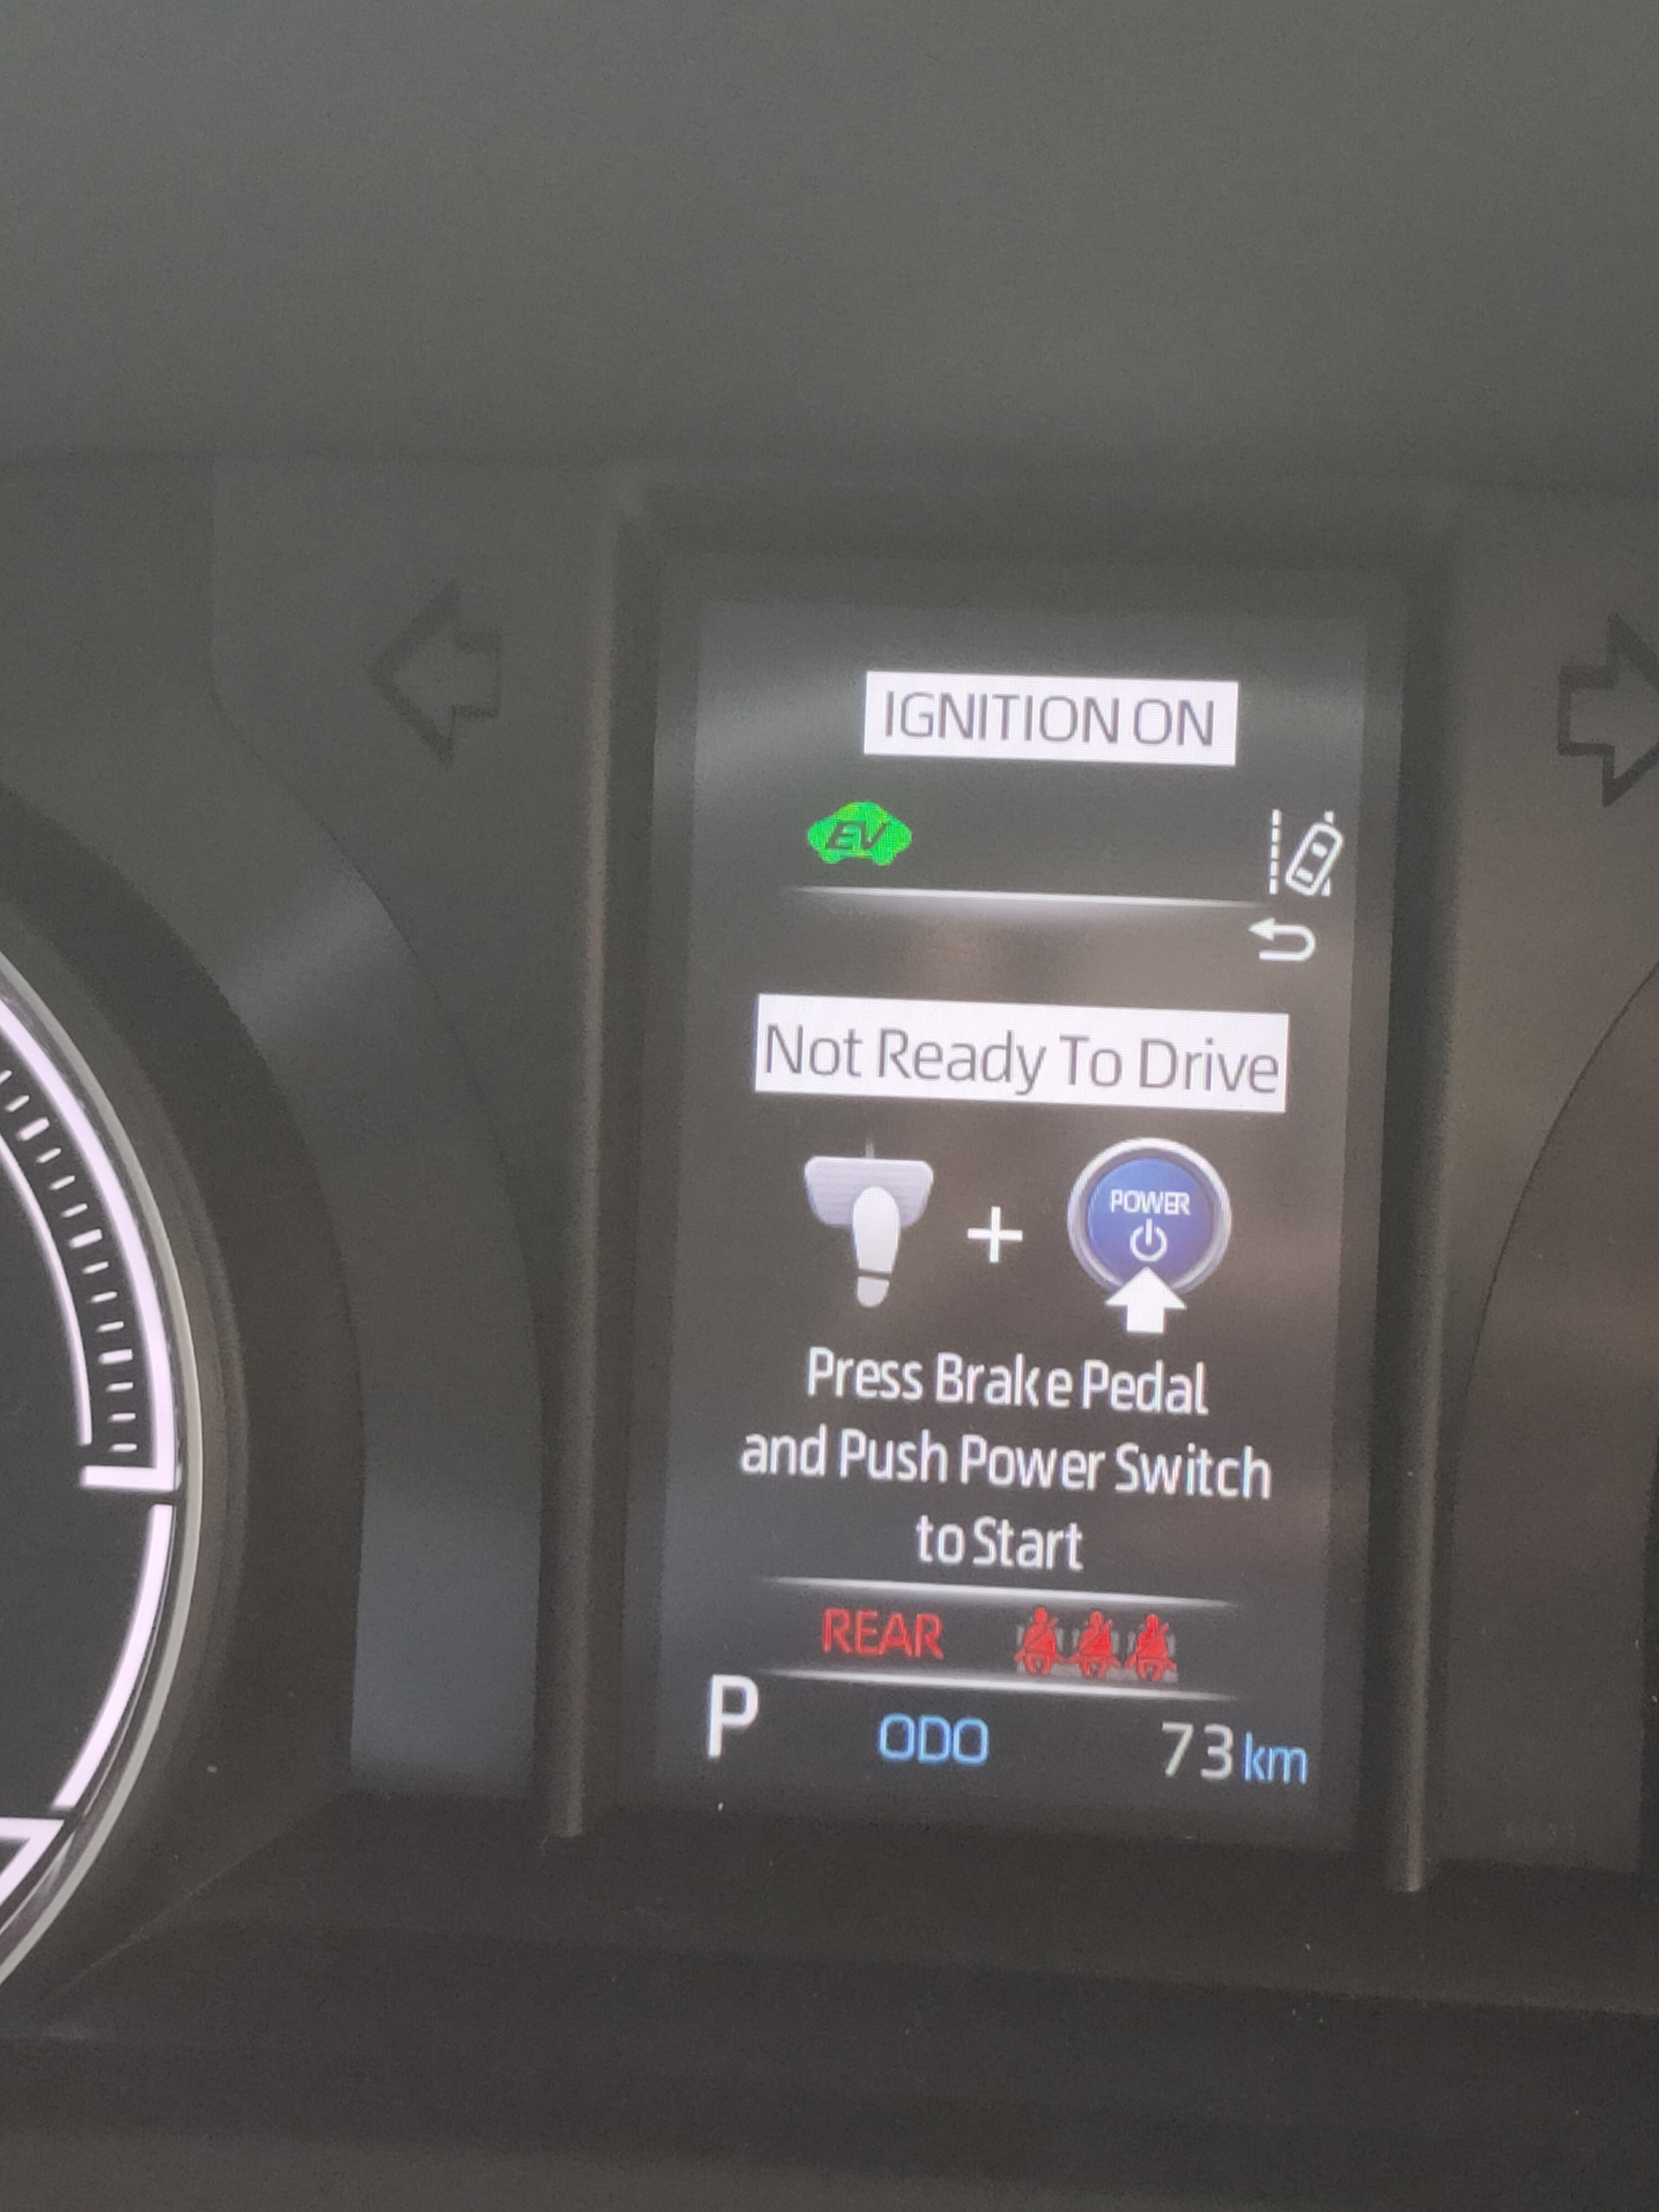 IGNITION ON
EV
Not Ready To Drive
POWER
Press Brake Pedal
and Push Power Switch
to Start
REAR
P ODO 73 km